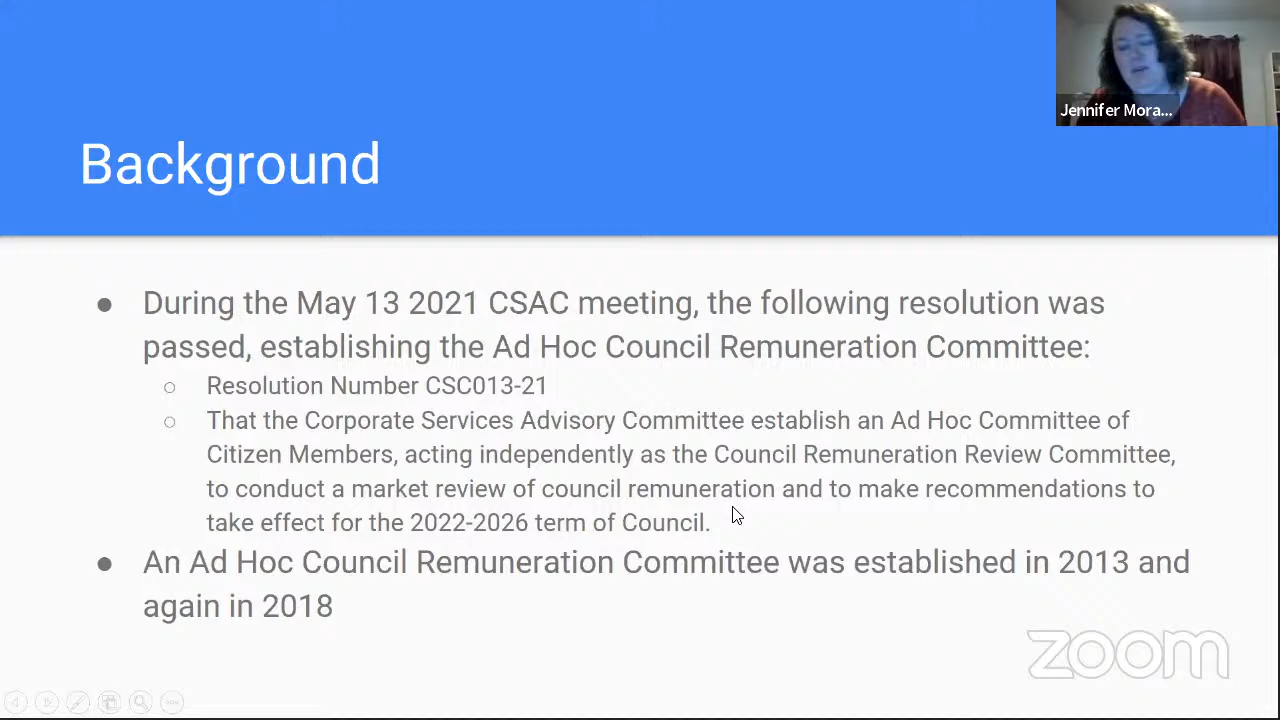 Jennifer Mora...
Background
● During the May 13 2021 CSAC meeting, the following resolution was
passed, establishing the Ad Hoc Council Remuneration Committee:
○ Resolution Number CSC013-21
○ That the Corporate Services Advisory Committee establish an Ad Hoc Committee of
Citizen Members, acting independently as the Council Remuneration Review Committee,
to conduct a market review of council remuneration and to make recommendations to
take effect for the 2022-2026 term of Council.
● An Ad Hoc Council Remuneration Committee was established in 2013 and
again in 2018
zoom